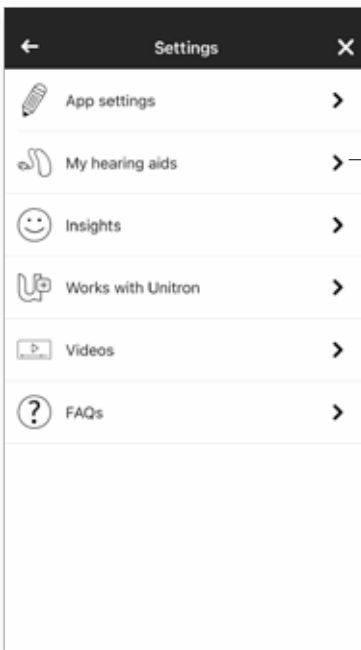 Settings
App settings
My hearing aids
Insights
Works with Unitron
Videos
? FAQs